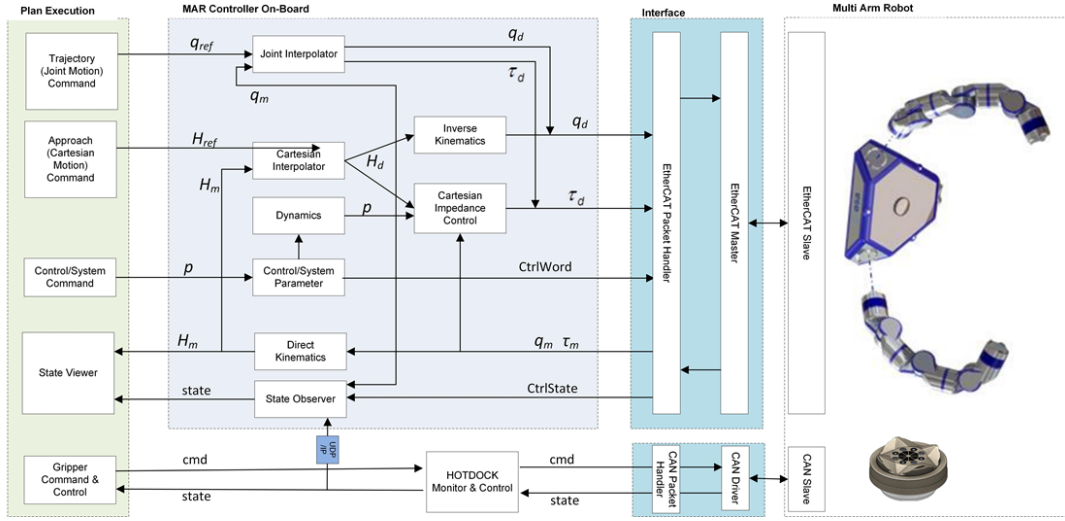 Plan Execution
MAR Controller On-Board
Interface
Multi Arm Robot
Trajectory
(Joint Motion)
Command
q_ref
Joint Interpolator
q_d
τ_d
q_m
Approach
(Cartesian
Motion)
Command
H_ref
H_m
Cartesian
Interpolator
H_d
Inverse
Kinematics
q_d
Cartesian
Impedance
Control
τ_d
Dynamics
p
Control/System
Command
p
Control/System
Parameter
CtrlWord
State Viewer
H_m
Direct
Kinematics
q_m τ_m
state
State Observer
CtrlState
EtherCAT Packet Handler
EtherCAT Master
EtherCAT Slave
UDP
/IP
Gripper
Command &
Control
cmd
state
HOTDOCK
Monitor & Control
cmd
state
CAN Packet
Handler
CAN Driver
CAN Slave